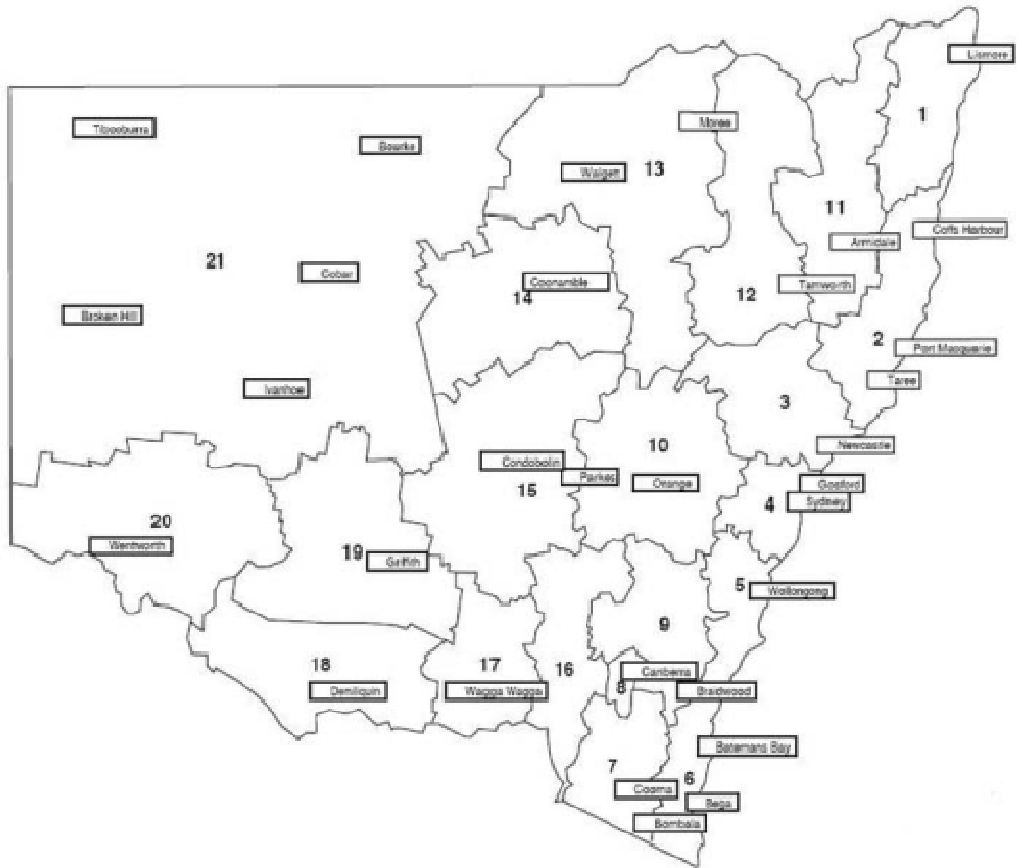 Lismore
1
Moree
Tibooburra
Bourke
Walgett
13
11
Coffs Harbour
Armidale
21
Cobar
Coonamble
14
12
Tamworth
Broken Hill
2
Port Macquarie
Taree
Ivanhoe
3
10
Newcastle
Condobolin
Parkes
Orange
15
Gosford
4
Sydney
20
Wentworth
19
Griffith
5
Wollongong
9
18
17
16
Canberra
8
Deniliquin
Wagga Wagga
Braidwood
Batemans Bay
7
6
Cooma
Bega
Bombala